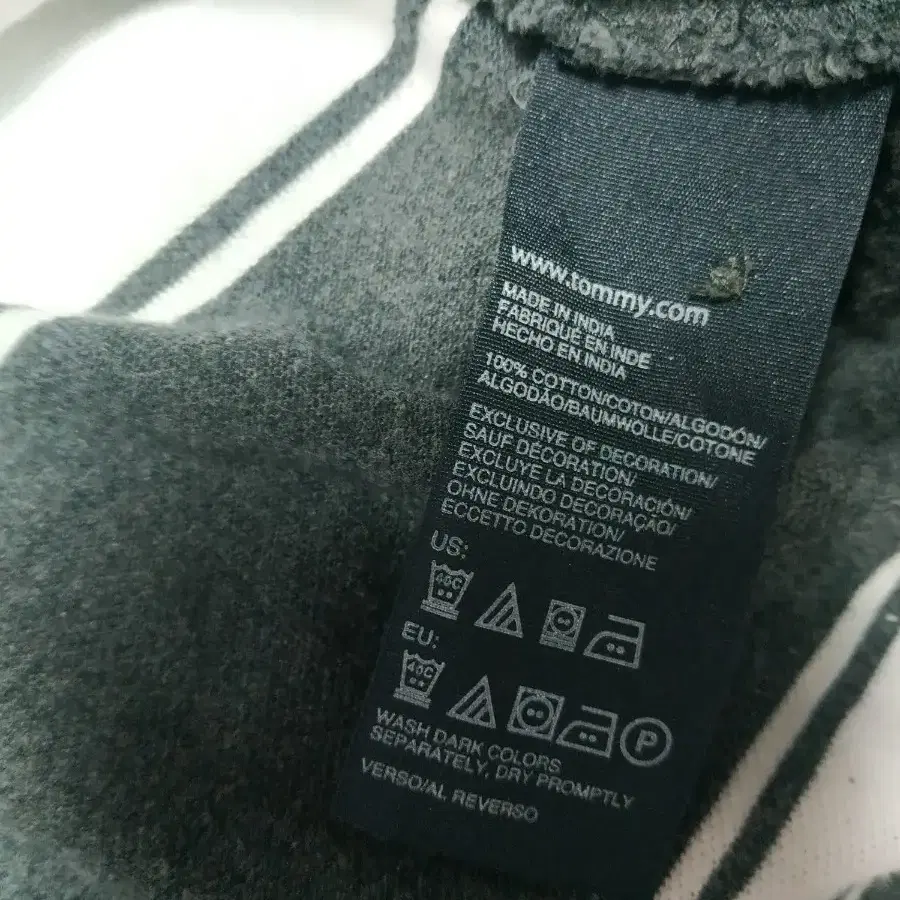 www.tommy.com
MADE IN INDIA
FABRIQUE EN INDE
HECHO EN INDIA
100% COTTON/COTON/ALGODÓN/
ALGODÃO/BAUMWOLLE/COTONE
EXCLUSIVE OF DECORATION/
SAUF DÉCORATION/
EXCLUYE LA DECORACIÓN/
EXCLUINDO DECORAÇÃO/
OHNE DEKORATION/
ECCETTO DECORAZIONE
US:
40C
EU:
40C P
WASH DARK COLORS
SEPARATELY, DRY PROMPTLY
VERSO/AL REVERSO